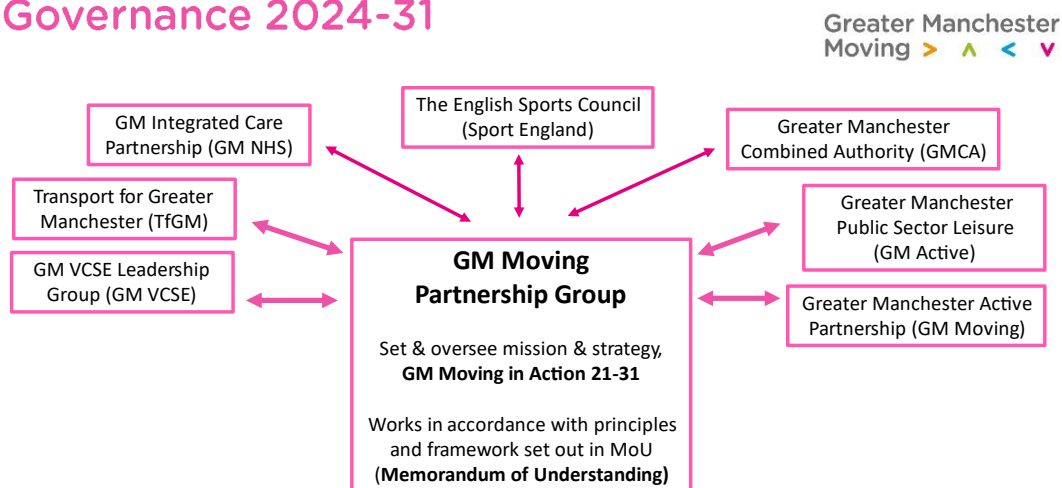 Governance 2024-31
Greater Manchester
Moving > ʌ < v
The English Sports Council
(Sport England)
GM Integrated Care
Partnership (GM NHS)
Greater Manchester
Combined Authority (GMCA)
Transport for Greater
Manchester (TfGM)
Greater Manchester
Public Sector Leisure
(GM Active)
GM VCSE Leadership
Group (GM VCSE)
Greater Manchester Active
Partnership (GM Moving)
GM Moving
Partnership Group
Set & oversee mission & strategy,
GM Moving in Action 21-31
Works in accordance with principles
and framework set out in MoU
(Memorandum of Understanding)